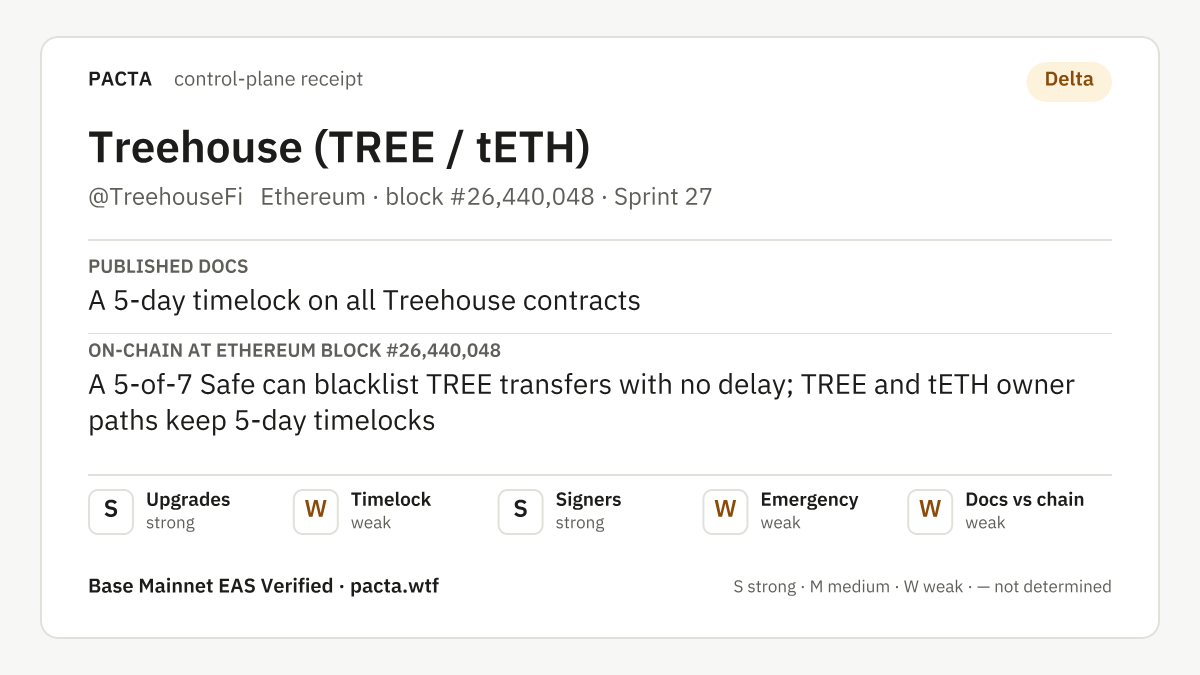 PACTA control-plane receipt
Delta
Treehouse (TREE / tETH)
@TreehouseFi Ethereum · block #26,440,048 · Sprint 27
PUBLISHED DOCS
A 5-day timelock on all Treehouse contracts
ON-CHAIN AT ETHEREUM BLOCK #26,440,048
A 5-of-7 Safe can blacklist TREE transfers with no delay; TREE and tETH owner
paths keep 5-day timelocks
S Upgrades
strong
W Timelock
weak
S Signers
strong
W Emergency
weak
W Docs vs chain
weak
Base Mainnet EAS Verified · pacta.wtf
S strong · M medium · W weak · — not determined